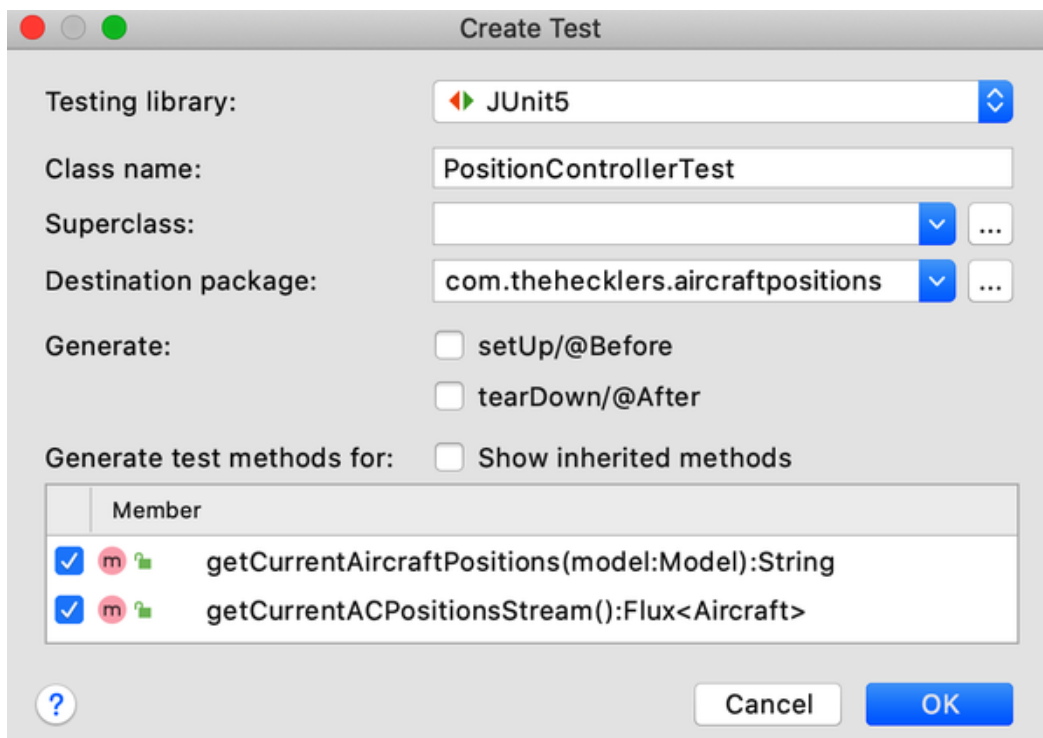 Create Test
Testing library: JUnit5
Class name: PositionControllerTest
Superclass: ...
Destination package: com.thehecklers.aircraftpositions ...
Generate: setUp/@Before
tearDown/@After
Generate test methods for: Show inherited methods
Member
m getCurrentAircraftPositions(model:Model):String
m getCurrentACPositionsStream():Flux<Aircraft>
? Cancel OK